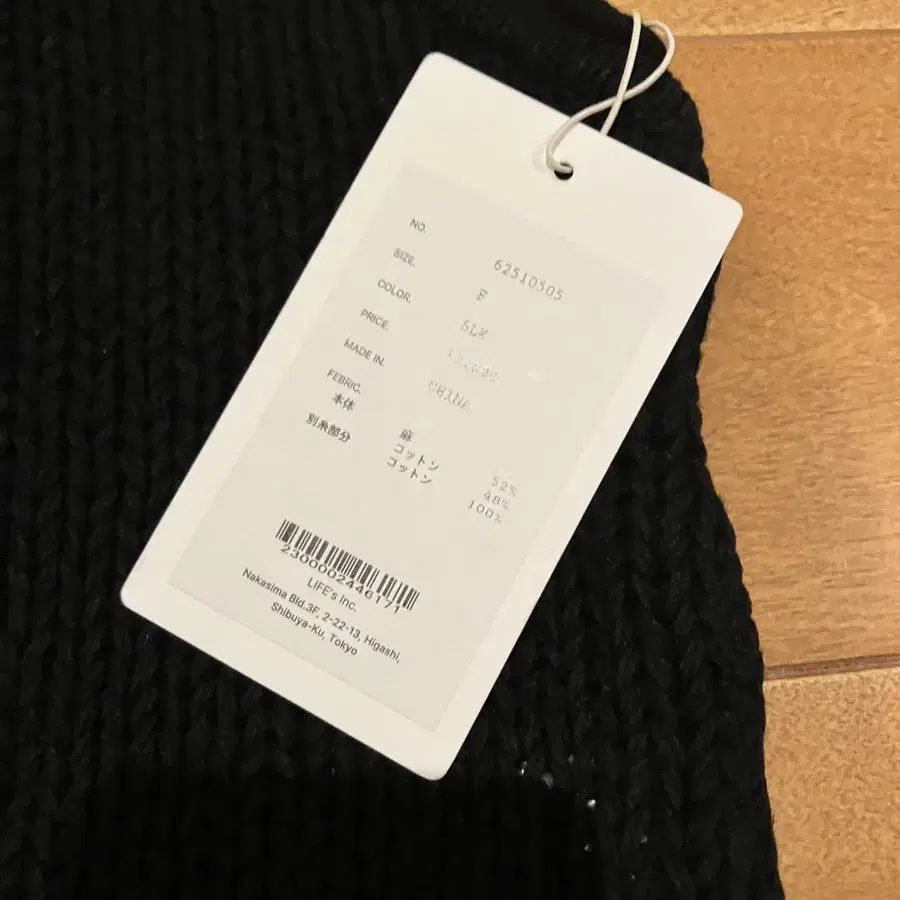 NO. 62510505
SIZE. F
COLOR.
PRICE.
MADE IN. CHINA
FEBRIC.
本体 麻 52%
コットン 48%
別糸部分 コットン 100%
2300002446171
LIFE's Inc.
Nakasima Bld.3F, 2-22-13, Higashi,
Shibuya-Ku, Tokyo